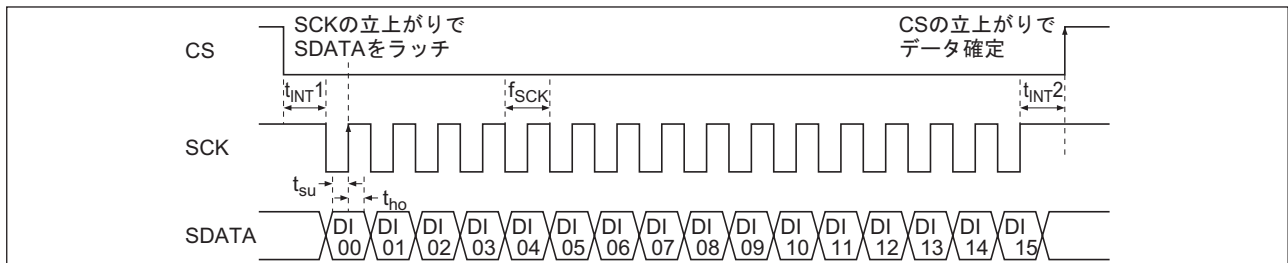 SCKの立上がりで
SDATAをラッチ
CSの立上がりで
データ確定
CS
tINT1
fSCK
tINT2
SCK
tsu
tho
SDATA
DI 00
DI 01
DI 02
DI 03
DI 04
DI 05
DI 06
DI 07
DI 08
DI 09
DI 10
DI 11
DI 12
DI 13
DI 14
DI 15